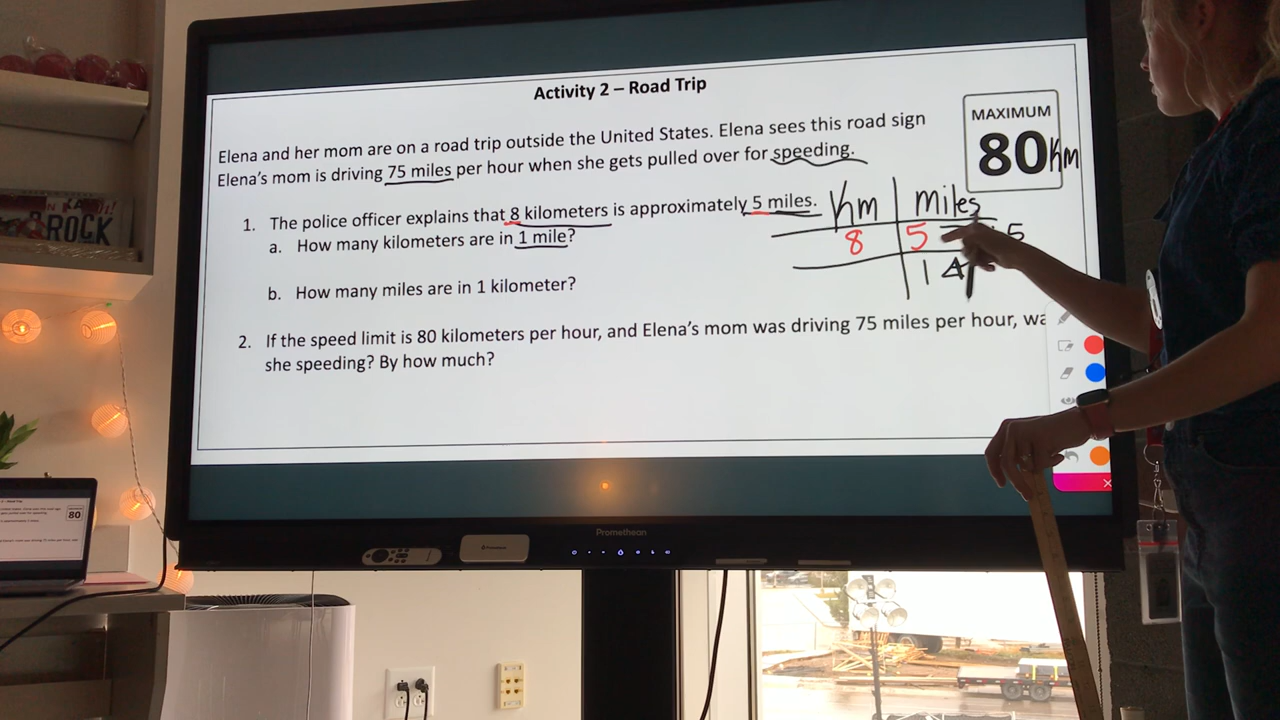 Activity 2 – Road Trip
Elena and her mom are on a road trip outside the United States. Elena sees this road sign
Elena's mom is driving 75 miles per hour when she gets pulled over for speeding.
MAXIMUM
80 Km
1. The police officer explains that 8 kilometers is approximately 5 miles.
a. How many kilometers are in 1 mile?
b. How many miles are in 1 kilometer?
Km miles
8 5 5
1
2. If the speed limit is 80 kilometers per hour, and Elena's mom was driving 75 miles per hour, wa
she speeding? By how much?
Promethean
ROCK
80